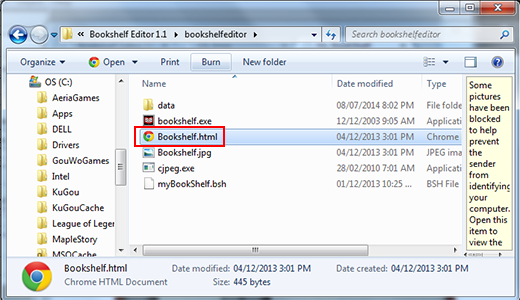 Bookshelf Editor 1.1 bookshelfeditor Search bookshelfeditor
Organize Open Print Burn New folder
OS (C:)
AeriaGames
Apps
DELL
Drivers
GouWoGames
Intel
KuGou
KuGouCache
League of Legend
MapleStory
MSOCache
Name Date modified Type
data 08/07/2014 8:02 PM File folde
bookshelf.exe 12/12/2003 9:05 AM Applicati
Bookshelf.html 04/12/2013 3:01 PM Chrome
Bookshelf.jpg 04/12/2013 3:01 PM JPEG ima
cjpeg.exe 28/02/2010 7:01 AM Applicati
myBookShelf.bsh 01/12/2013 10:25 ... BSH File
Some
pictures
have been
blocked to
help
prevent
the sender
from
identifying
your
computer.
Open this
item to
view the
Bookshelf.html Date modified: 04/12/2013 3:01 PM Date created: 04/12/2013 3:01 PM
Chrome HTML Document Size: 445 bytes